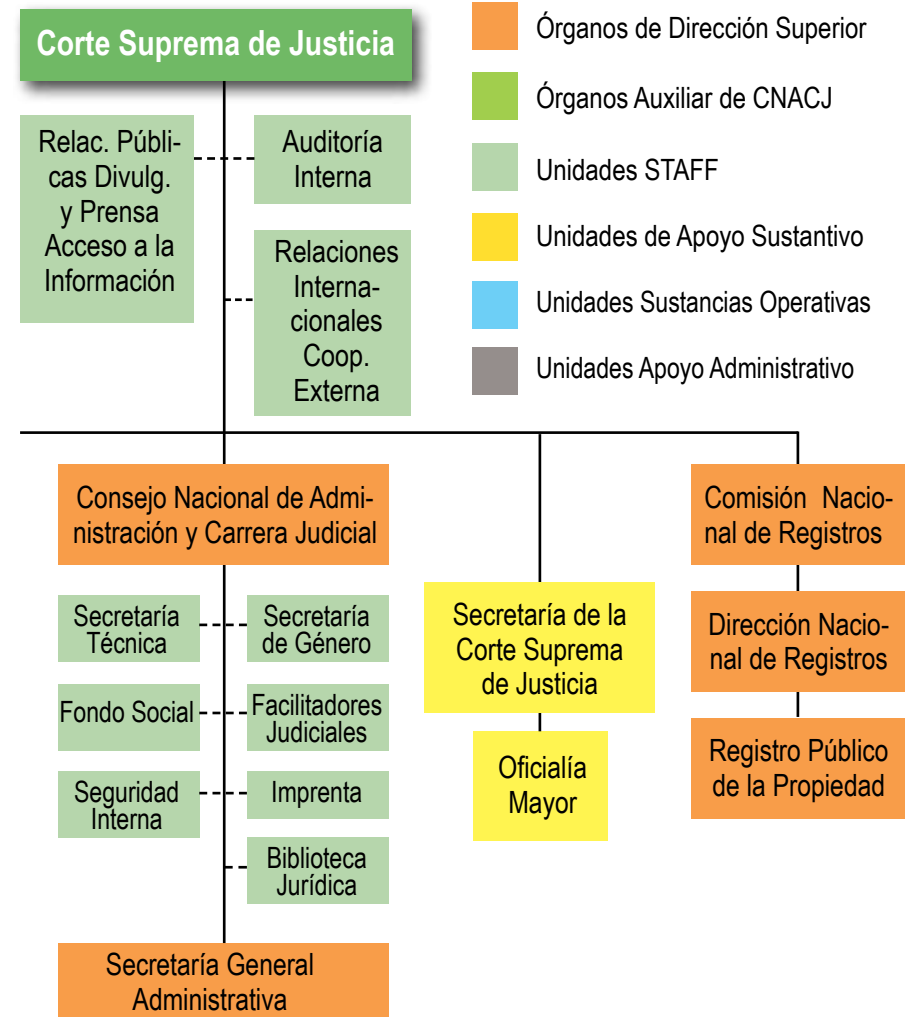 Corte Suprema de Justicia
Relac. Públi-
cas Divulg.
y Prensa
Acceso a la
Información
Auditoría
Interna
Relaciones
Interna-
cionales
Coop.
Externa
Órganos de Dirección Superior
Órganos Auxiliar de CNACJ
Unidades STAFF
Unidades de Apoyo Sustantivo
Unidades Sustancias Operativas
Unidades Apoyo Administrativo
Consejo Nacional de Admi-
nistración y Carrera Judicial
Secretaría
Técnica
Secretaría
de Género
Fondo Social
Facilitadores
Judiciales
Seguridad
Interna
Imprenta
Biblioteca
Jurídica
Secretaría General
Administrativa
Secretaría de la
Corte Suprema
de Justicia
Oficialía
Mayor
Comisión Nacio-
nal de Registros
Dirección Nacio-
nal de Registros
Registro Público
de la Propiedad